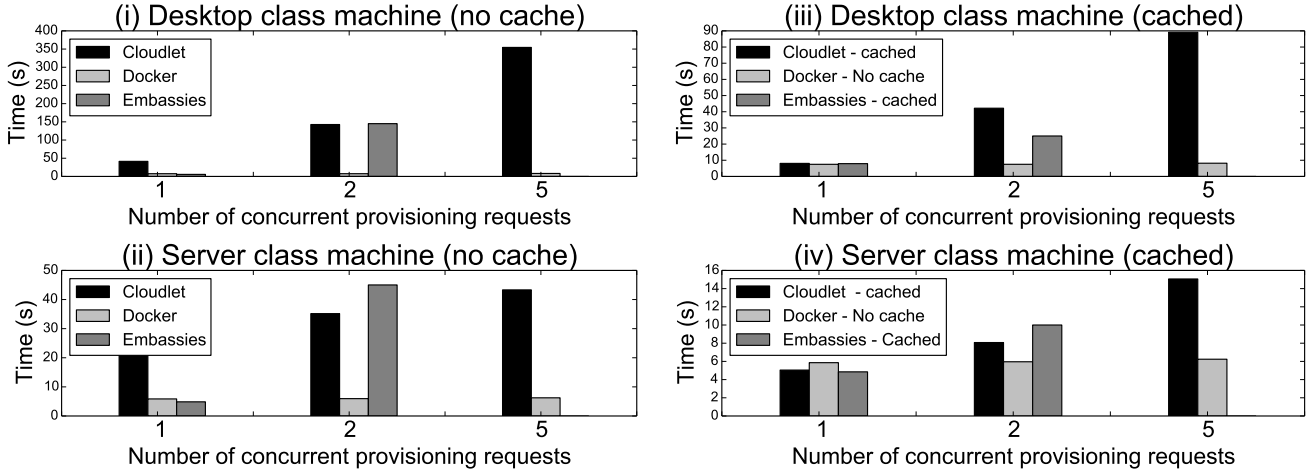 (i) Desktop class machine (no cache)
Time (s)
400
350
300
250
200
150
100
50
0
Cloudlet
Docker
Embassies
1 2 5
Number of concurrent provisioning requests
(iii) Desktop class machine (cached)
Time (s)
90
80
70
60
50
40
30
20
10
0
Cloudlet - cached
Docker - No cache
Embassies - cached
1 2 5
Number of concurrent provisioning requests
(ii) Server class machine (no cache)
Time (s)
50
40
30
20
10
0
Cloudlet
Docker
Embassies
1 2 5
Number of concurrent provisioning requests
(iv) Server class machine (cached)
Time (s)
16
14
12
10
8
6
4
2
0
Cloudlet - cached
Docker - No cache
Embassies - Cached
1 2 5
Number of concurrent provisioning requests